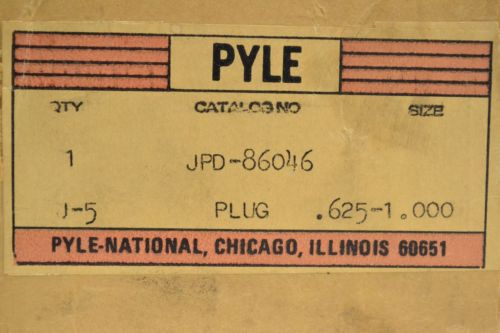 PYLE
QTY CATALOG NO SIZE
1 JPD-86046
J-5 PLUG .625-1.000
PYLE-NATIONAL, CHICAGO, ILLINOIS 60651